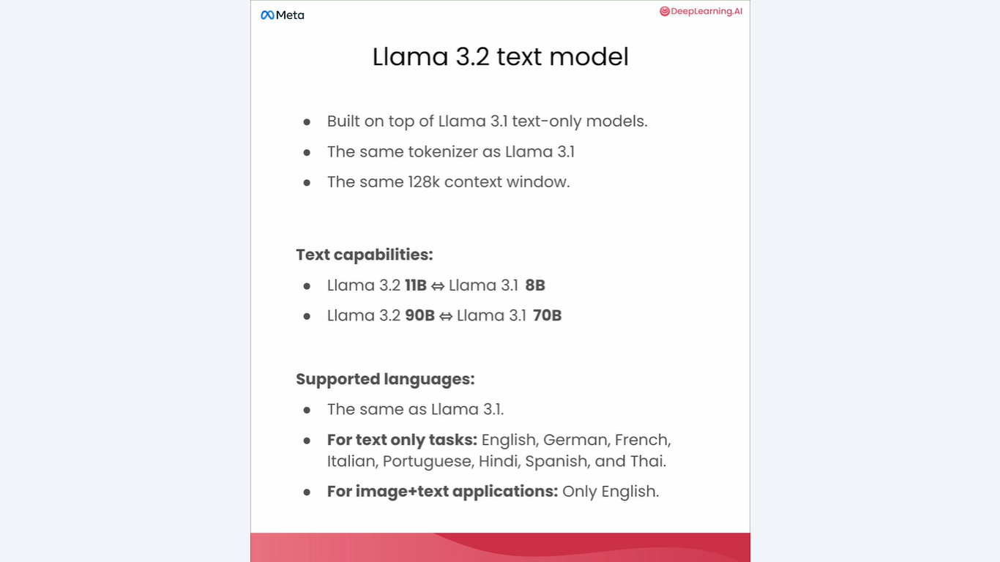 Meta
DeepLearning.AI
Llama 3.2 text model
● Built on top of Llama 3.1 text-only models.
● The same tokenizer as Llama 3.1
● The same 128k context window.
Text capabilities:
● Llama 3.2 11B ⇔ Llama 3.1 8B
● Llama 3.2 90B ⇔ Llama 3.1 70B
Supported languages:
● The same as Llama 3.1.
● For text only tasks: English, German, French,
Italian, Portuguese, Hindi, Spanish, and Thai.
● For image+text applications: Only English.